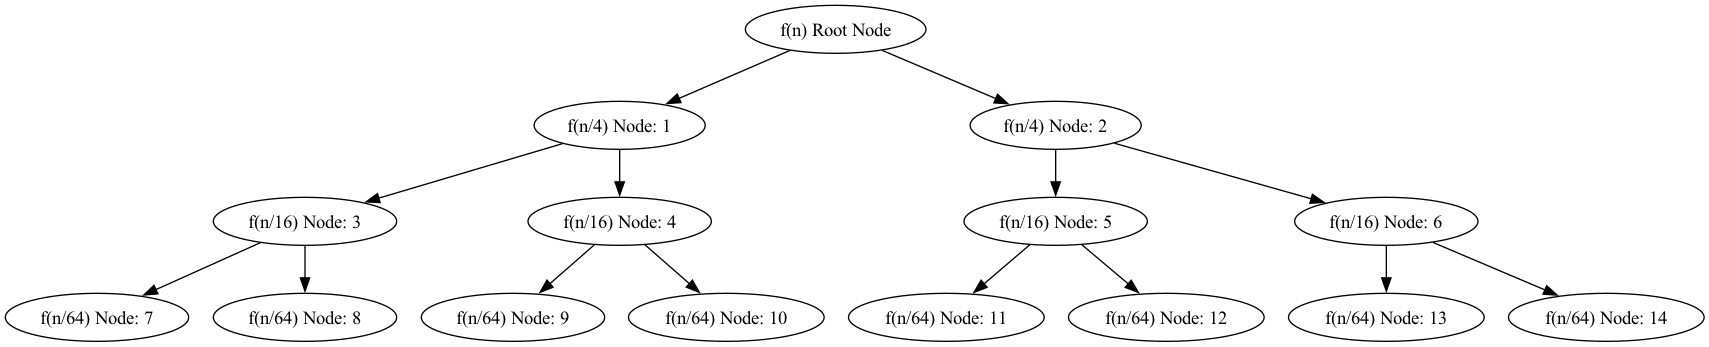 f(n) Root Node
f(n/4) Node: 1
f(n/4) Node: 2
f(n/16) Node: 3
f(n/16) Node: 4
f(n/16) Node: 5
f(n/16) Node: 6
f(n/64) Node: 7
f(n/64) Node: 8
f(n/64) Node: 9
f(n/64) Node: 10
f(n/64) Node: 11
f(n/64) Node: 12
f(n/64) Node: 13
f(n/64) Node: 14